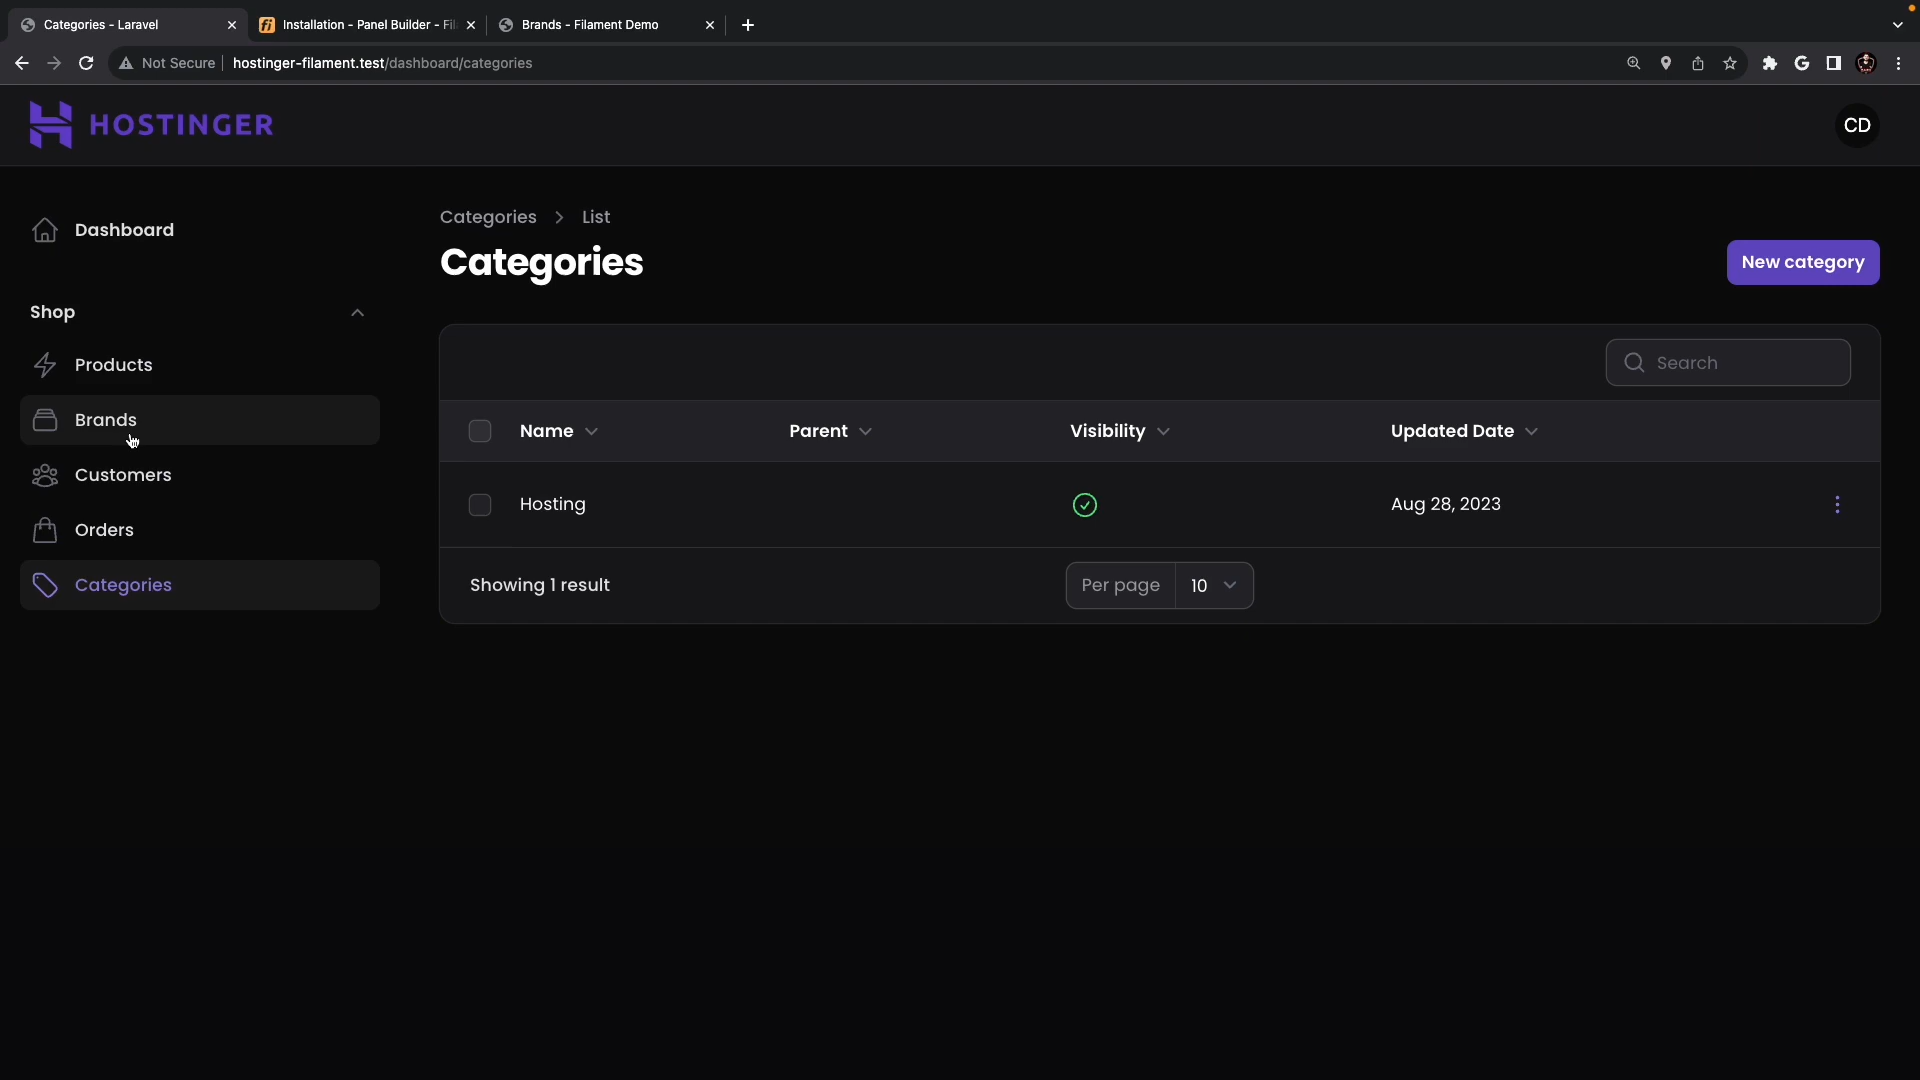 Categories - Laravel
Installation - Panel Builder - Fil
Brands - Filament Demo
Not Secure
hostinger-filament.test/dashboard/categories
HOSTINGER
CD
Dashboard
Shop
Products
Brands
Customers
Orders
Categories
Categories > List
Categories
New category
Search
Name
Parent
Visibility
Updated Date
Hosting
Aug 28, 2023
Showing 1 result
Per page
10